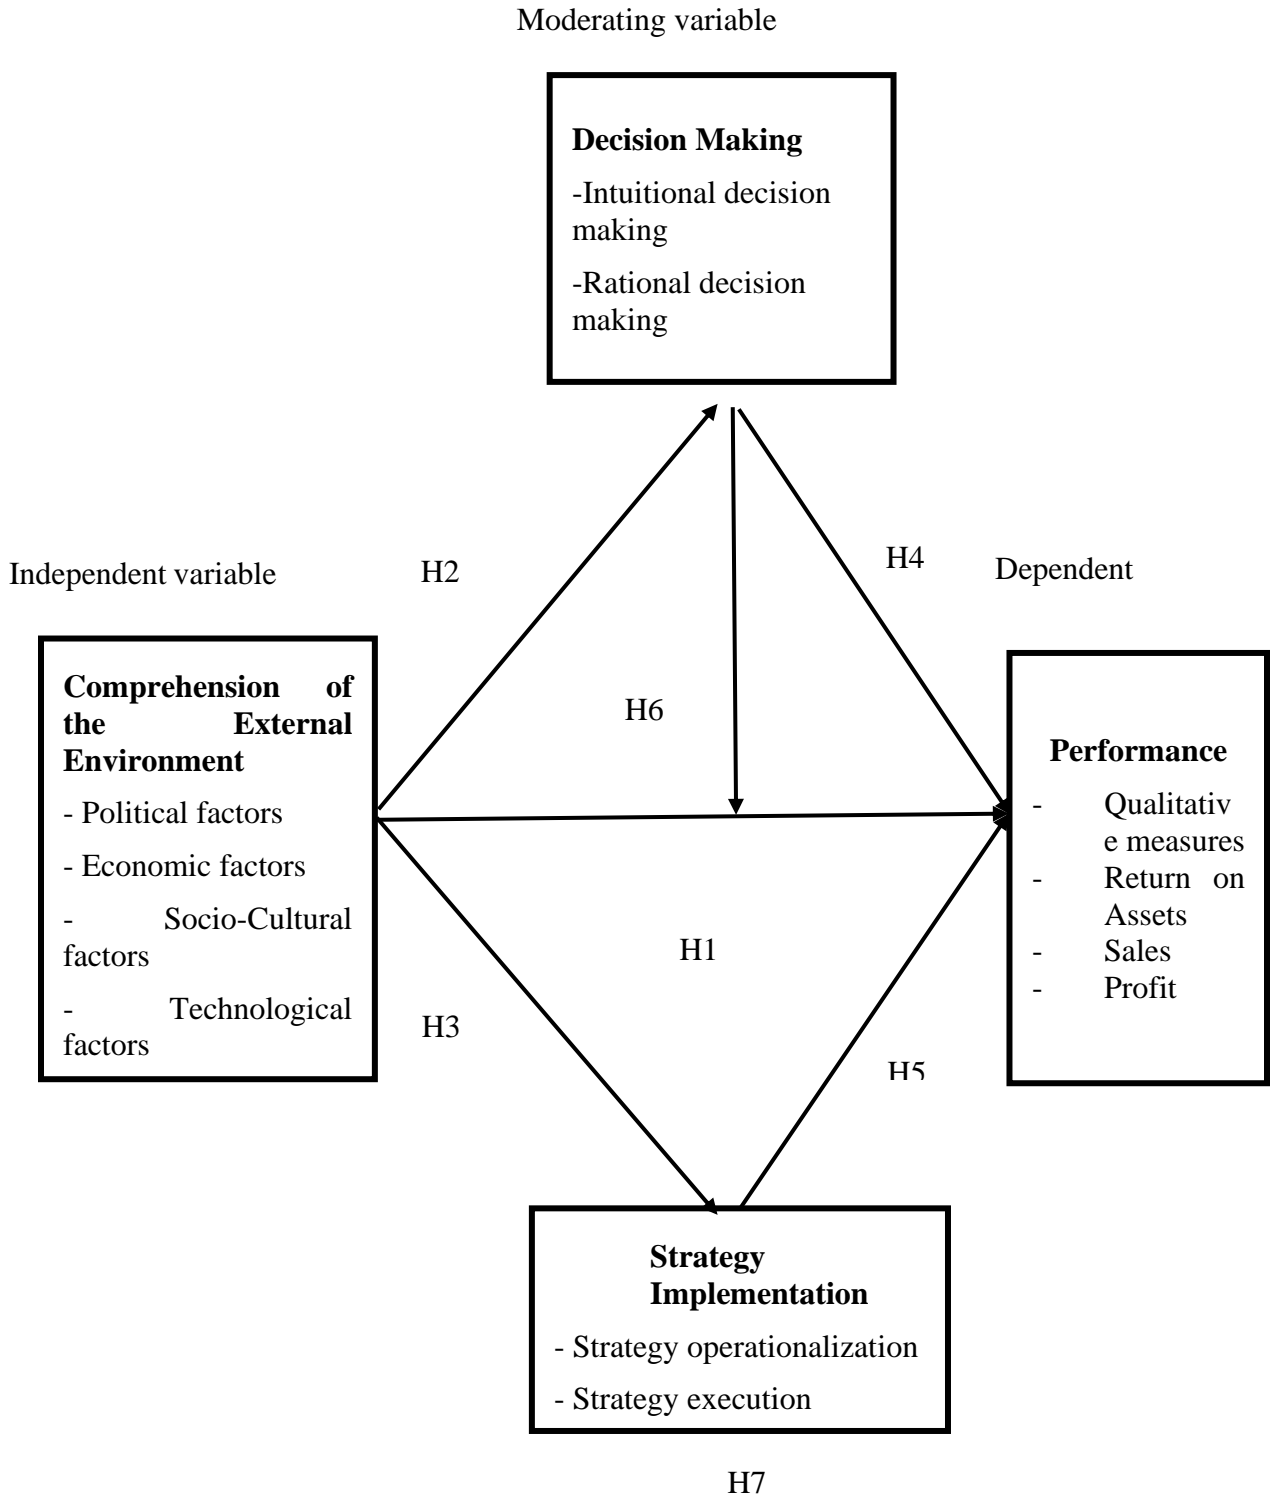 Moderating variable
Decision Making
-Intuitional decision
making
-Rational decision
making
H2
H4
Independent variable
Dependent
Comprehension of
the External
Environment
- Political factors
- Economic factors
- Socio-Cultural
factors
- Technological
factors
H6
H1
H3
H5
Performance
- Qualitativ
e measures
- Return on
Assets
- Sales
- Profit
Strategy
Implementation
- Strategy operationalization
- Strategy execution
H7